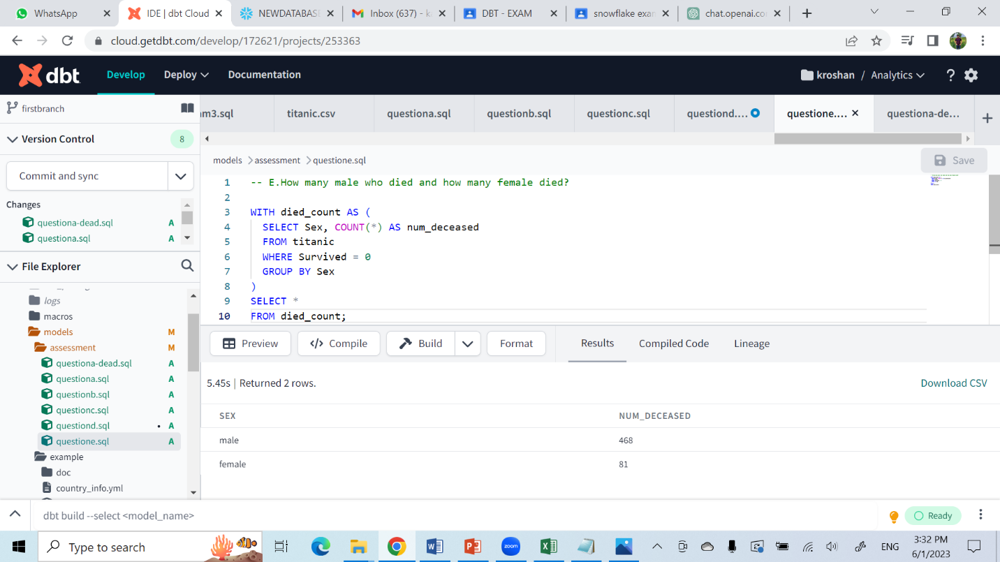 WhatsApp
IDE | dbt Cloud
NEWDATABAS
Inbox (637) - k
DBT - EXAM
snowflake exam
chat.openai.co
cloud.getdbt.com/develop/172621/projects/253363
dbt
Develop
Deploy
Documentation
kroshan / Analytics
?
firstbranch
am3.sql
titanic.csv
questiona.sql
questionb.sql
questionc.sql
questiond....
questione....
questiona-de...
Version Control
8
models > assessment > questione.sql
Save
Commit and sync
Changes
questiona-dead.sql A
questiona.sql A
1 -- E.How many male who died and how many female died?
2
3 WITH died_count AS (
4 SELECT Sex, COUNT(*) AS num_deceased
5 FROM titanic
6 WHERE Survived = 0
7 GROUP BY Sex
8 )
9 SELECT *
10 FROM died_count;
File Explorer
logs
macros
models M
assessment M
questiona-dead.sql A
questiona.sql A
questionb.sql A
questionc.sql A
questiond.sql • A
questione.sql A
example
doc
country_info.yml
Preview
</> Compile
Build
Format
Results
Compiled Code
Lineage
5.45s | Returned 2 rows.
Download CSV
SEX NUM_DECEASED
male 468
female 81
dbt build --select <model_name>
Ready
Type to search
zoom
ENG
3:32 PM
6/1/2023